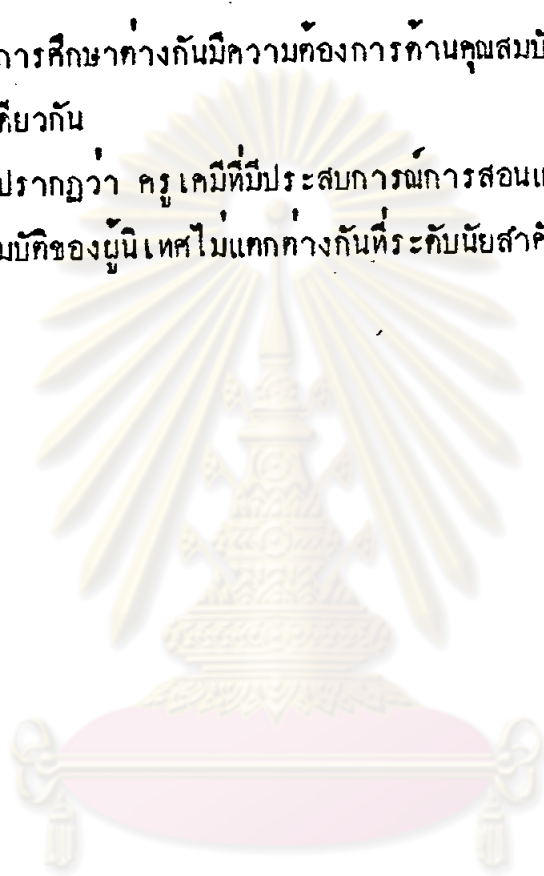 การศึกษาต่างกันมีความต้องการด้านคุณสมบั
เดียวกัน
ปรากฏว่า ครูเคมีที่มีประสบการณ์การสอน
มบัติของผู้นิเทศไม่แตกต่างกันที่ระดับนัยสำคั